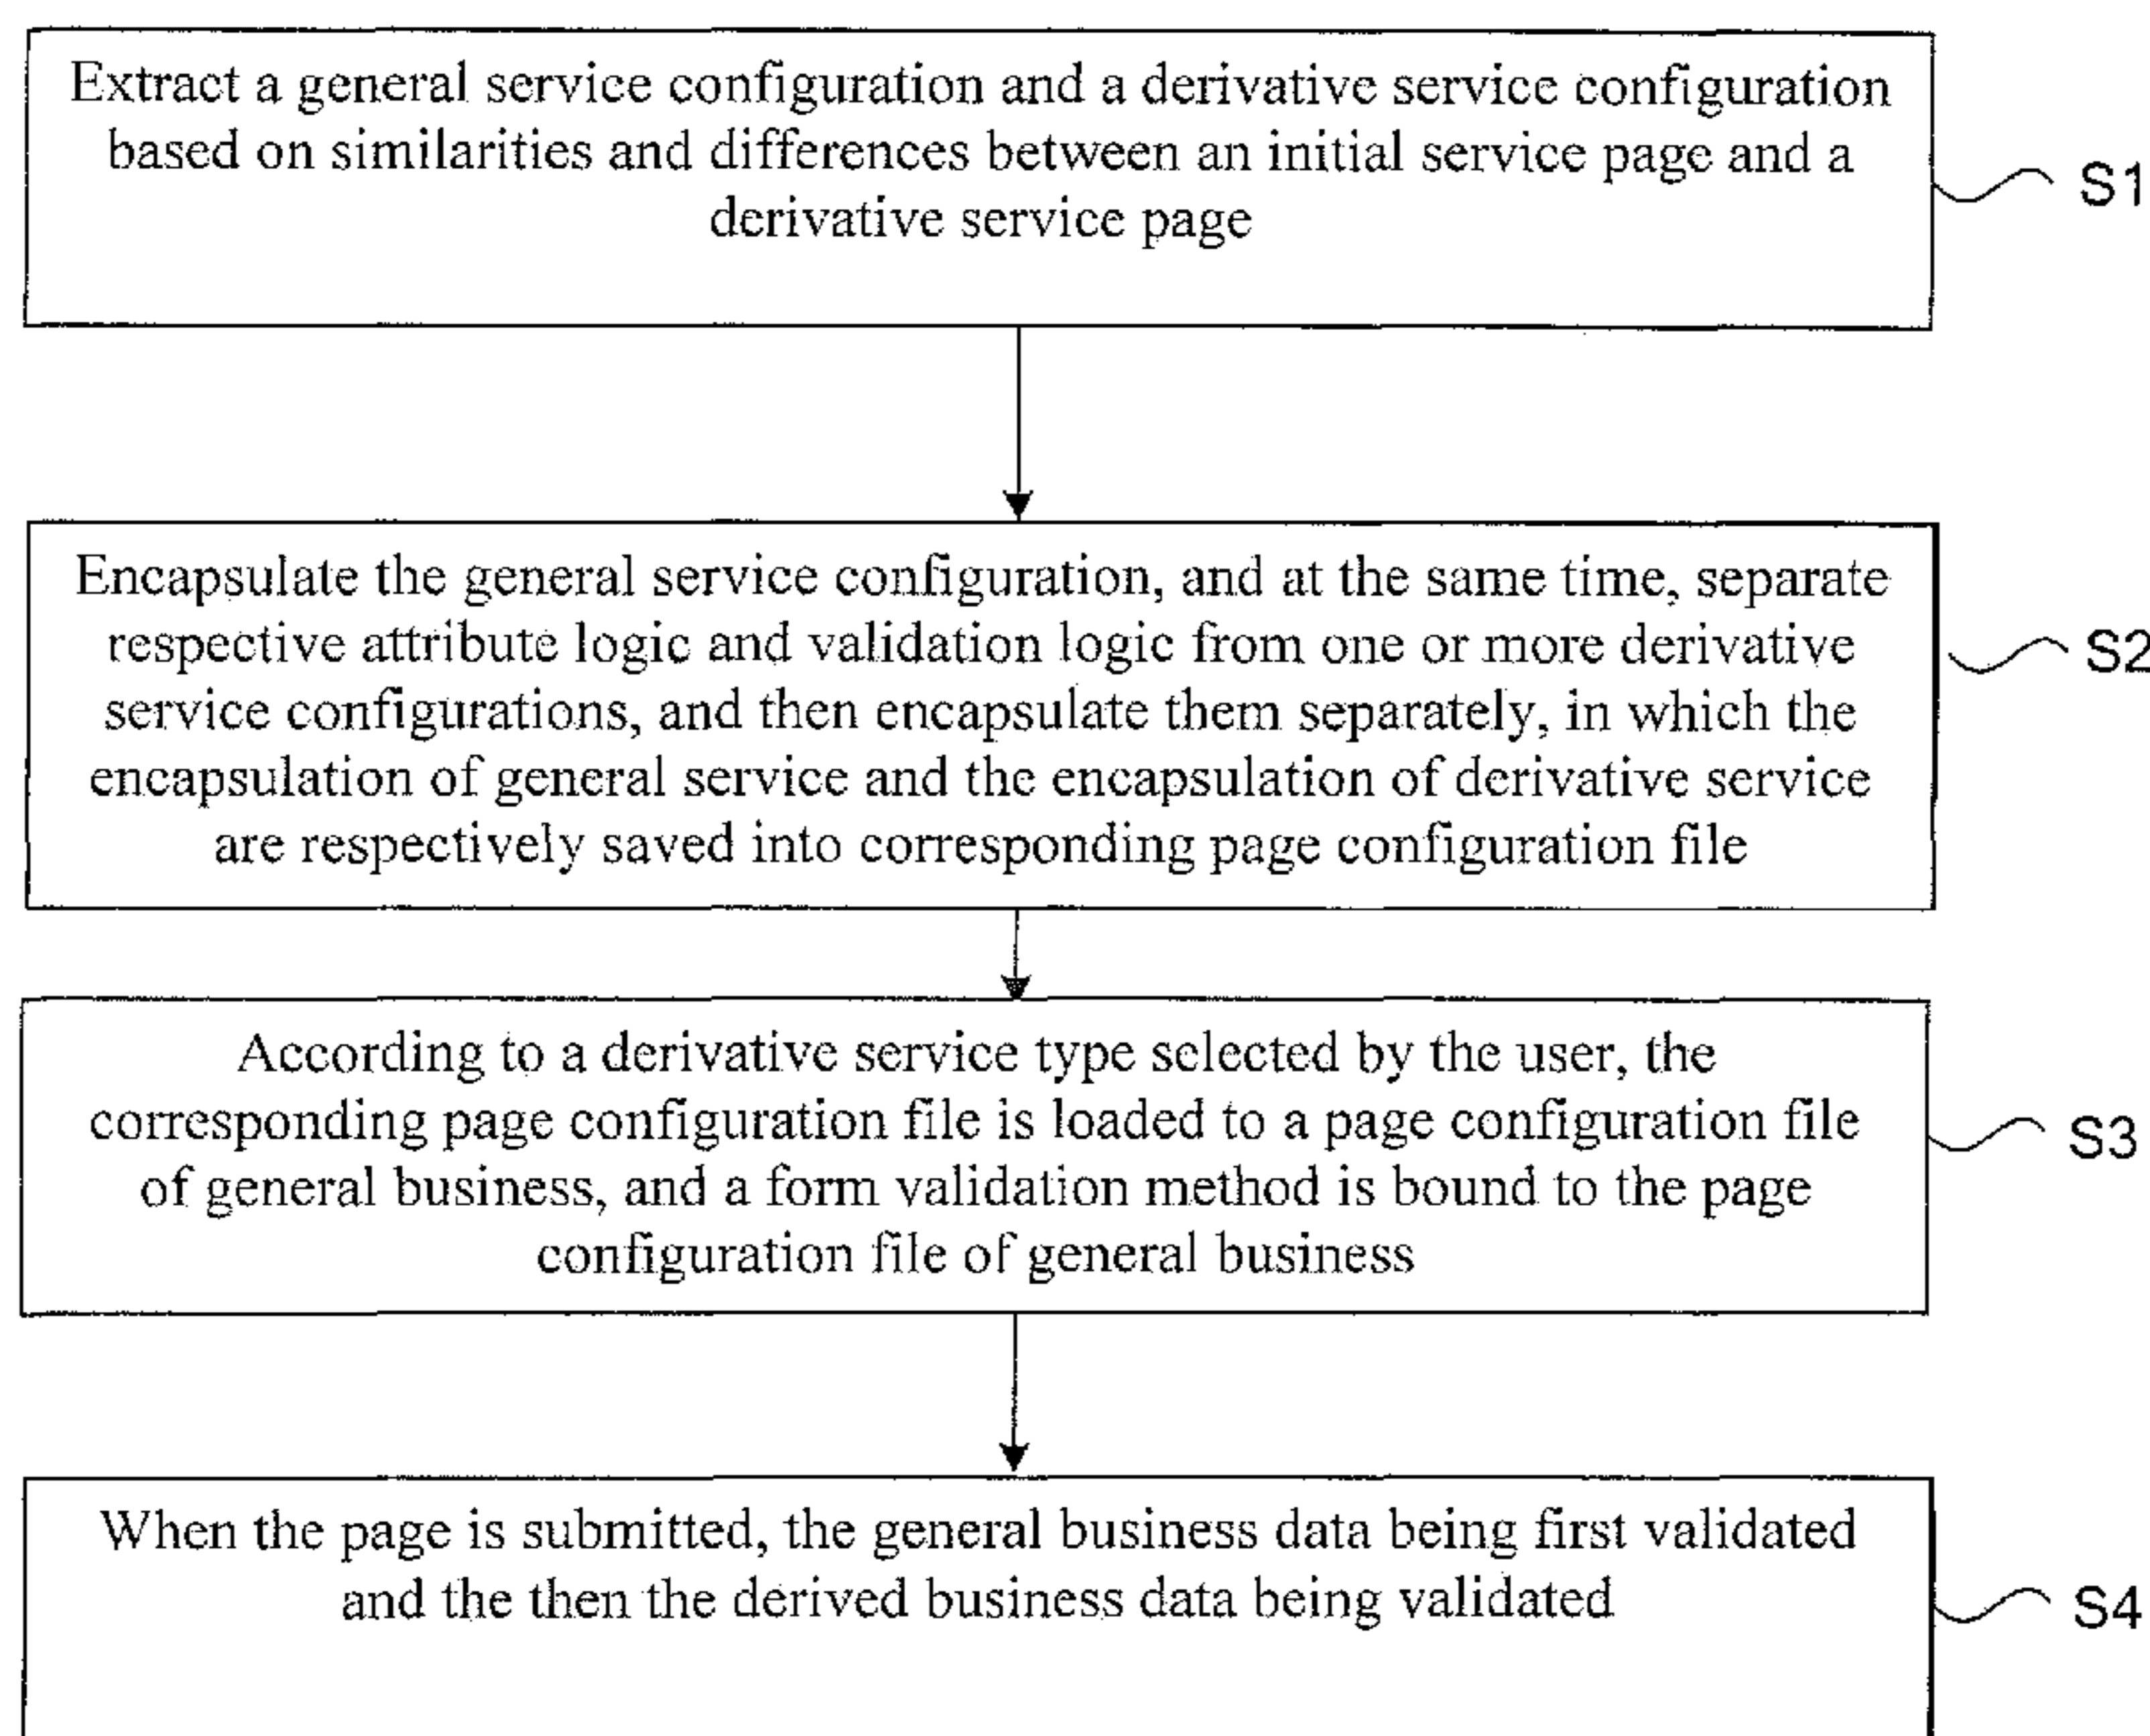 Extract a general service configuration and a derivative service configuration
based on similarities and differences between an initial service page and a
derivative service page
S1
Encapsulate the general service configuration, and at the same time, separate
respective attribute logic and validation logic from one or more derivative
service configurations, and then encapsulate them separately, in which the
encapsulation of general service and the encapsulation of derivative service
are respectively saved into corresponding page configuration file
S2
According to a derivative service type selected by the user, the
corresponding page configuration file is loaded to a page configuration file
of general business, and a form validation method is bound to the page
configuration file of general business
S3
When the page is submitted, the general business data being first validated
and the then the derived business data being validated
S4